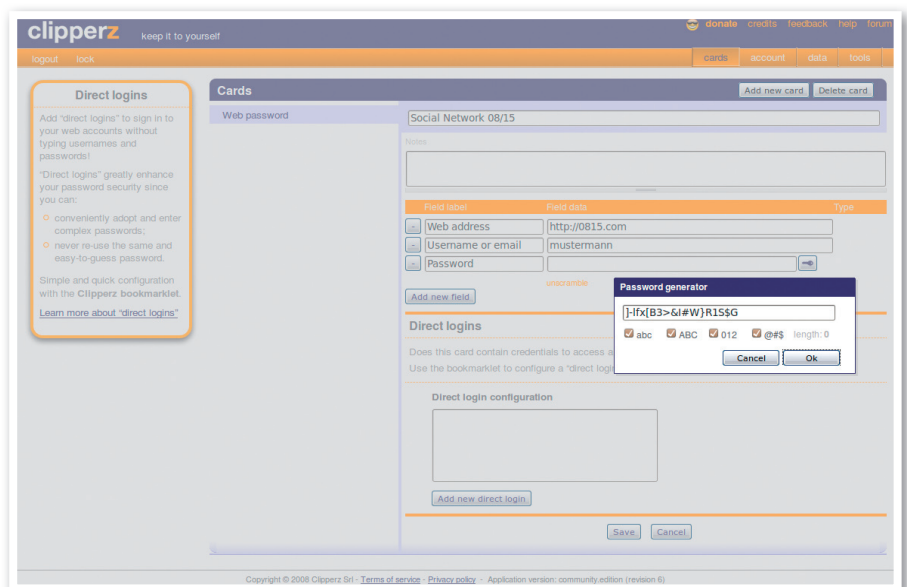 clipperz keep it to yourself
donate credits feedback help forum
logout lock
cards account data tools
Direct logins
Add "direct logins" to sign in to
your web accounts without
typing usernames and
passwords!
"Direct logins" greatly enhance
your password security since
you can:
conveniently adopt and enter
complex passwords;
never re-use the same and
easy-to-guess password.
Simple and quick configuration
with the Clipperz bookmarklet.
Learn more about "direct logins"
Cards
Add new card Delete card
Web password
Social Network 08/15
Notes
Field label Field data Type
- Web address http://0815.com
- Username or email mustermann
- Password
unscramble
Add new field
Password generator
]-lfx[B3>&I#W}R1S$G
abc ABC 012 @#$ length: 0
Cancel Ok
Direct logins
Does this card contain credentials to access a
Use the bookmarklet to configure a "direct logi
Direct login configuration
Add new direct login
Save Cancel
Copyright © 2008 Clipperz Srl - Terms of service - Privacy policy - Application version: community.edition (revision 6)